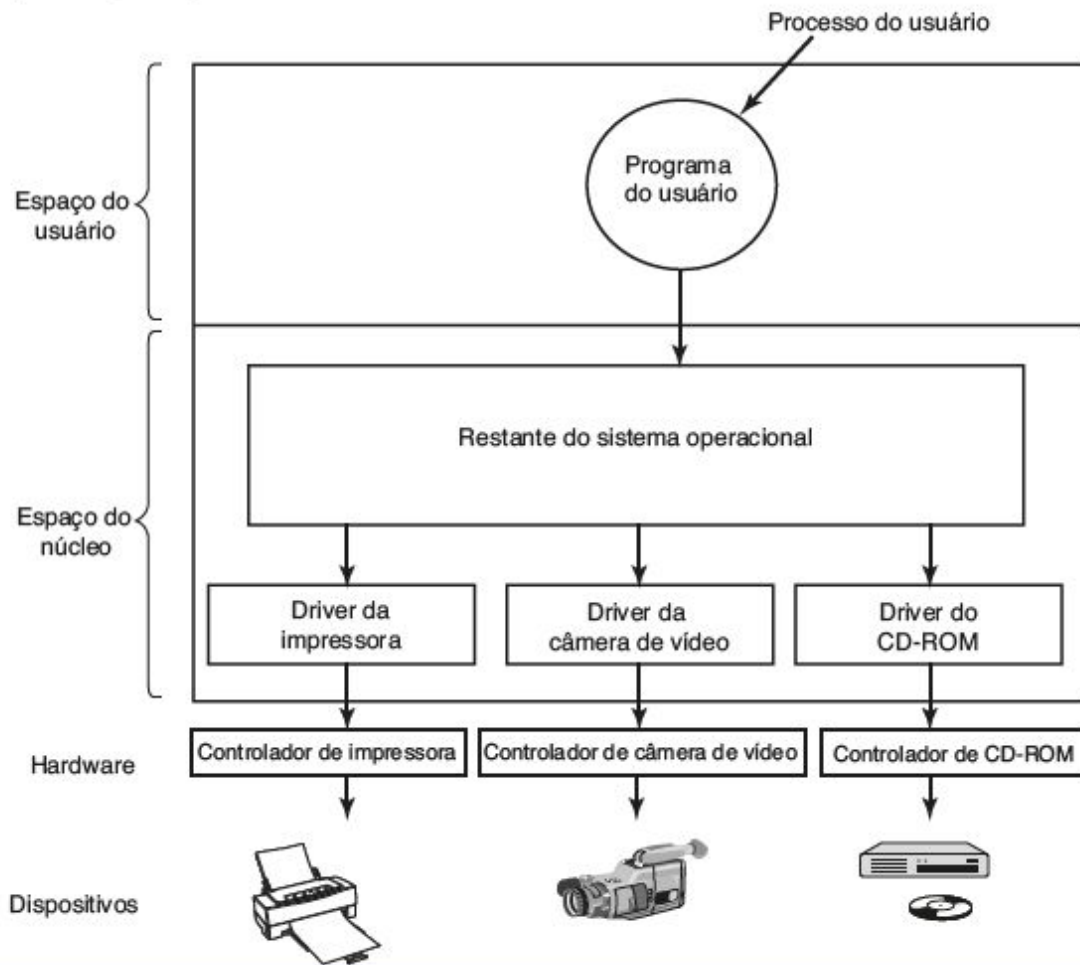 Processo do usuário
Programa
do usuário
Espaço do
usuário
Restante do sistema operacional
Espaço do
núcleo
Driver da
impressora
Driver da
câmera de vídeo
Driver do
CD-ROM
Hardware
Controlador de impressora
Controlador de câmera de vídeo
Controlador de CD-ROM
Dispositivos